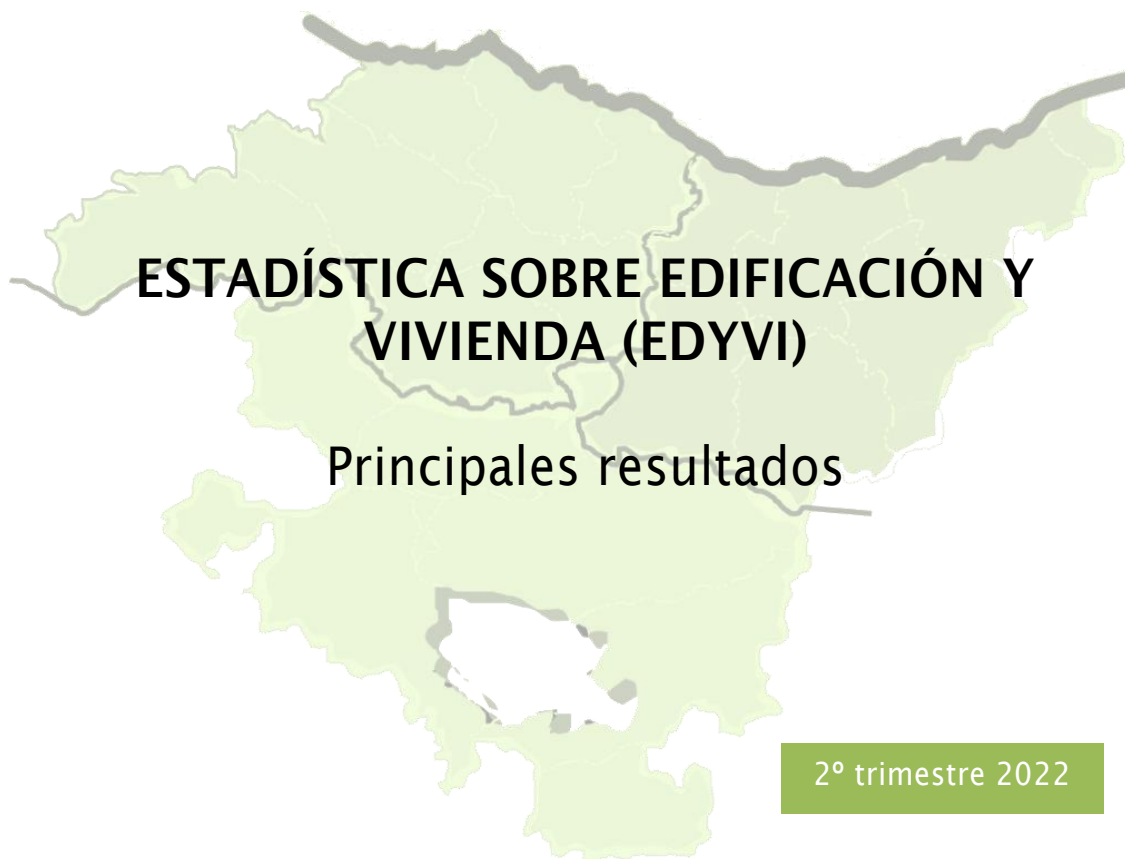 ESTADÍSTICA SOBRE EDIFICACIÓN Y
VIVIENDA (EDYVI)
Principales resultados
2º trimestre 2022